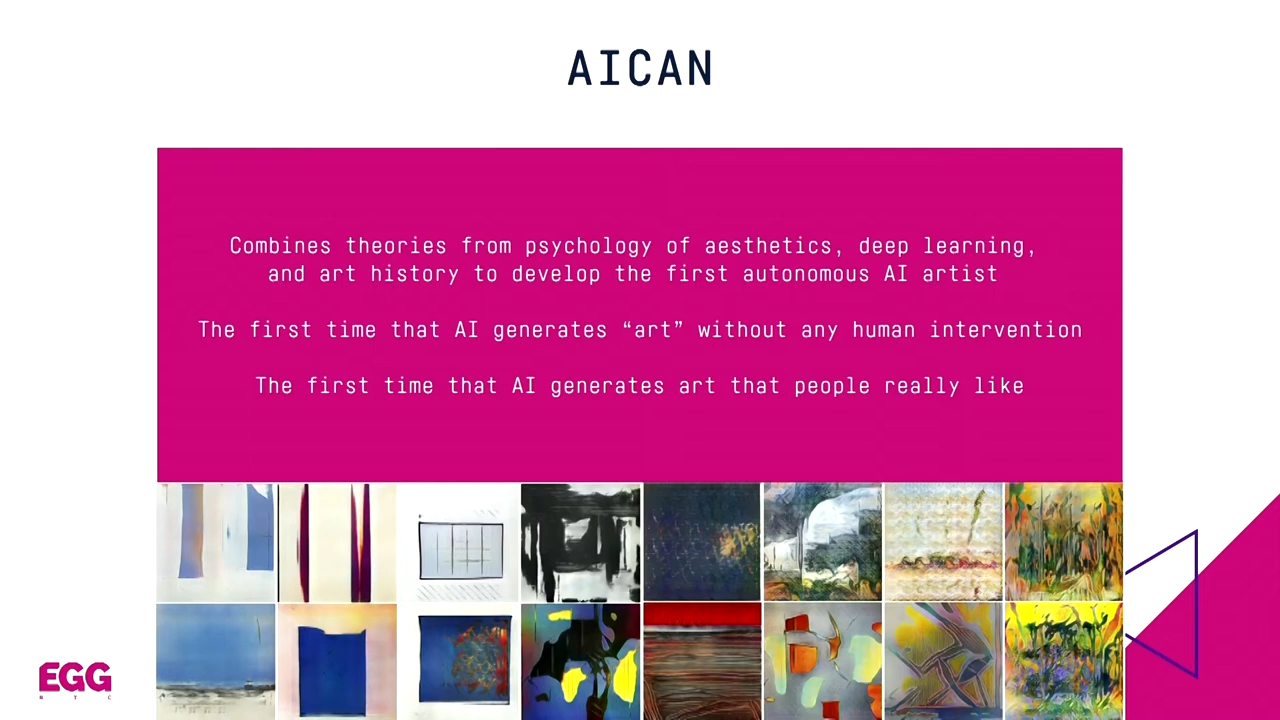 AICAN
Combines theories from psychology of aesthetics, deep learning,
and art history to develop the first autonomous AI artist
The first time that AI generates “art” without any human intervention
The first time that AI generates art that people really like
EGG